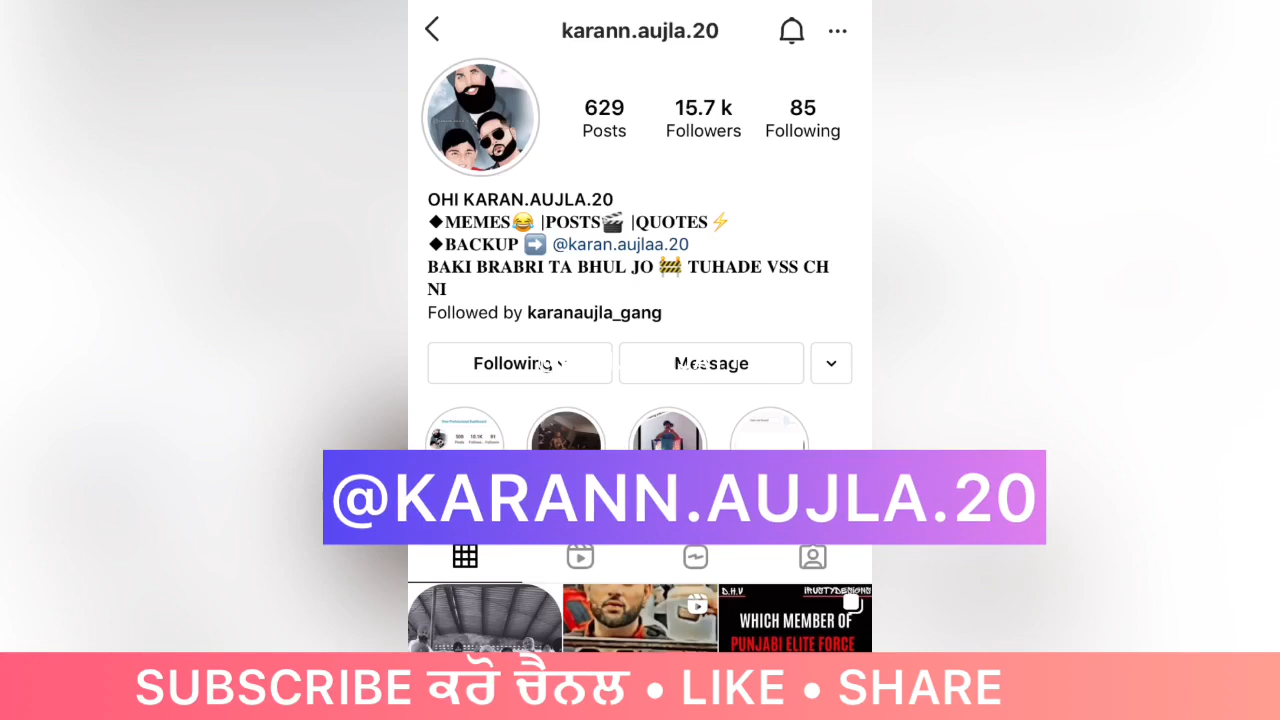 karann.aujla.20
629
15.7 k
85
Posts
Followers
Following
OHI KARAN.AUJLA.20
◆MEMES😂 |POSTS🎬 |QUOTES⚡
◆BACKUP ➡️ @karan.aujlaa.20
BAKI BRABRI TA BHUL JO 🚧 TUHADE VSS CH
NI
Followed by karanaujla_gang
Following
Message
@KARANN.AUJLA.20
D.H.V
WHICH MEMBER OF
PUNJABI ELITE FORCE
SUBSCRIBE ਕਰੋ ਚੈਨਲ • LIKE • SHARE